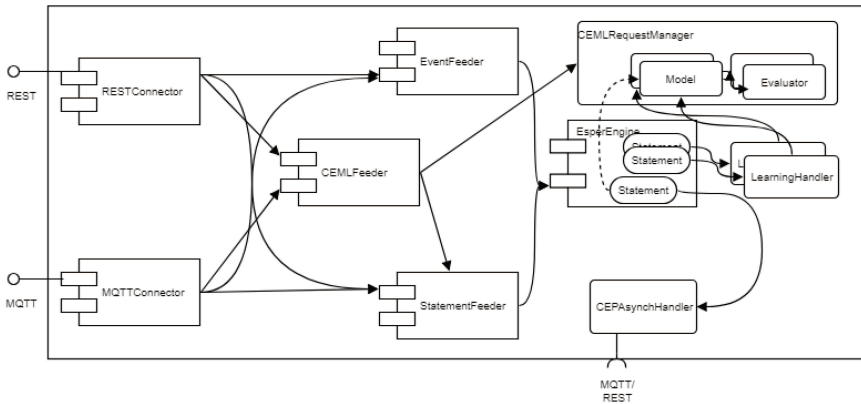 CEMLRequestManager
EventFeeder
RESTConnector
Model
Evaluator
REST
EsperEngine
Statement
Statement
CEMLFeeder
LearningHandler
Statement
MQTTConnector
StatementFeeder
CEPAsynchHandler
MQTT
MQTT/
REST